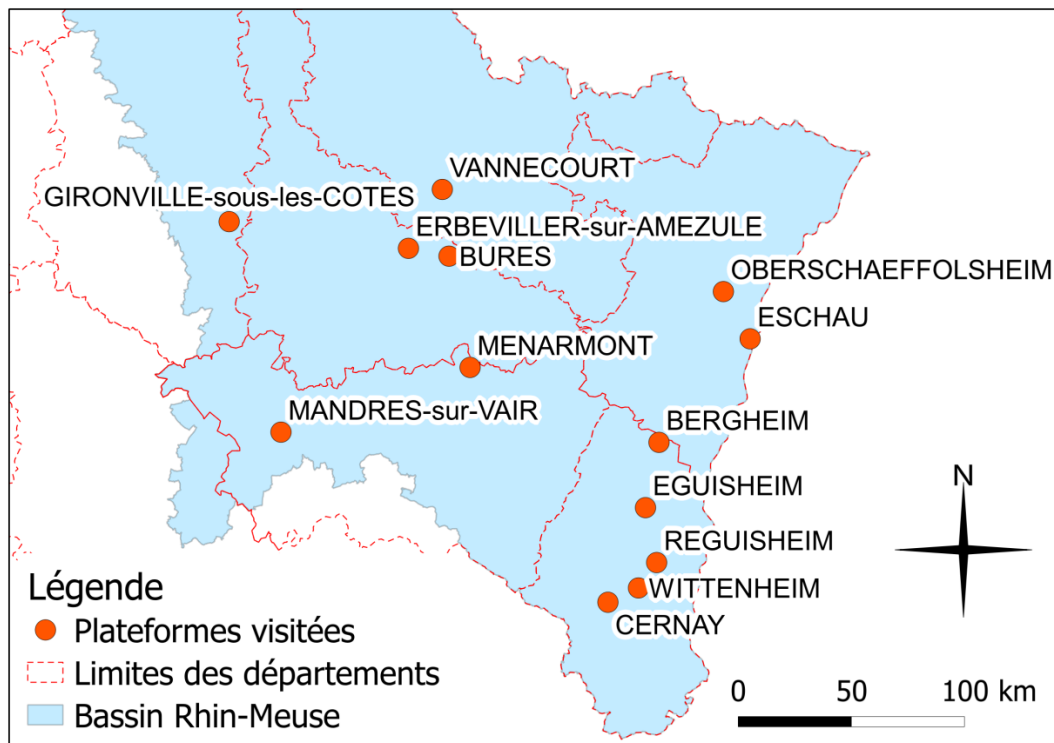 VANNECOURT
GIRONVILLE-sous-les-COTES
ERBEVILLER-sur-AMEZULE
BURES
OBERSCHAEFFOLSHEIM
ESCHAU
MENARMONT
MANDRES-sur-VAIR
BERGHEIM
EGUISHEIM
N
REGUISHEIM
WITTENHEIM
CERNAY
Légende
Plateformes visitées
Limites des départements
Bassin Rhin-Meuse
0 50 100 km